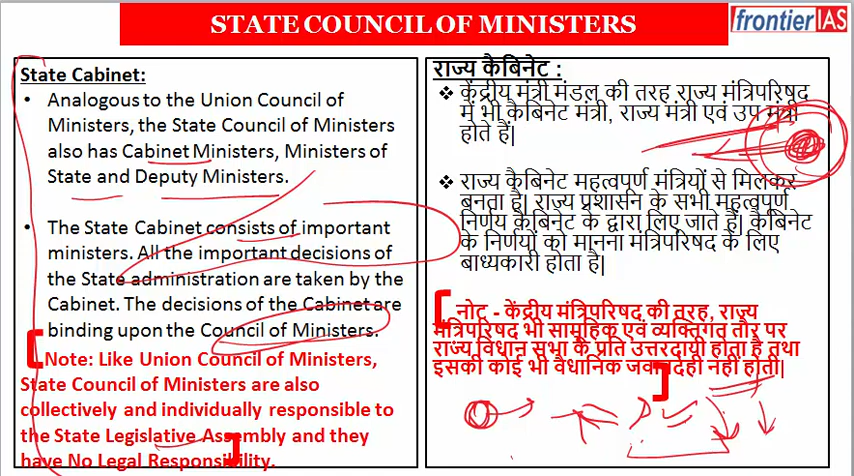 STATE COUNCIL OF MINISTERS
frontier IAS
State Cabinet:
• Analogous to the Union Council of
Ministers, the State Council of Ministers
also has Cabinet Ministers, Ministers of
State and Deputy Ministers.
• The State Cabinet consists of important
ministers. All the important decisions of
the State administration are taken by the
Cabinet. The decisions of the Cabinet are
binding upon the Council of Ministers.
[Note: Like Union Council of Ministers,
State Council of Ministers are also
collectively and individually responsible to
the State Legislative Assembly and they
have No Legal Responsibility.]
राज्य कैबिनेट :
❖ केंद्रीय मंत्री मंडल की तरह राज्य मंत्रिपरिषद
में भी कैबिनेट मंत्री, राज्य मंत्री एवं उप मंत्री
होते हैं|
❖ राज्य कैबिनेट महत्वपूर्ण मंत्रियों से मिलकर
बनता है| राज्य प्रशासन के सभी महत्वपूर्ण
निर्णय कैबिनेट के द्वारा लिए जाते हैं| कैबिनेट
के निर्णयों को मानना मंत्रिपरिषद के लिए
बाध्यकारी होता है|
[नोट - केंद्रीय मंत्रिपरिषद की तरह, राज्य
मंत्रिपरिषद भी सामूहिक एवं व्यक्तिगत तौर पर
राज्य विधान सभा के प्रति उत्तरदायी होता है तथा
इसकी कोई भी वैधानिक जवाबदेही नहीं होती|]